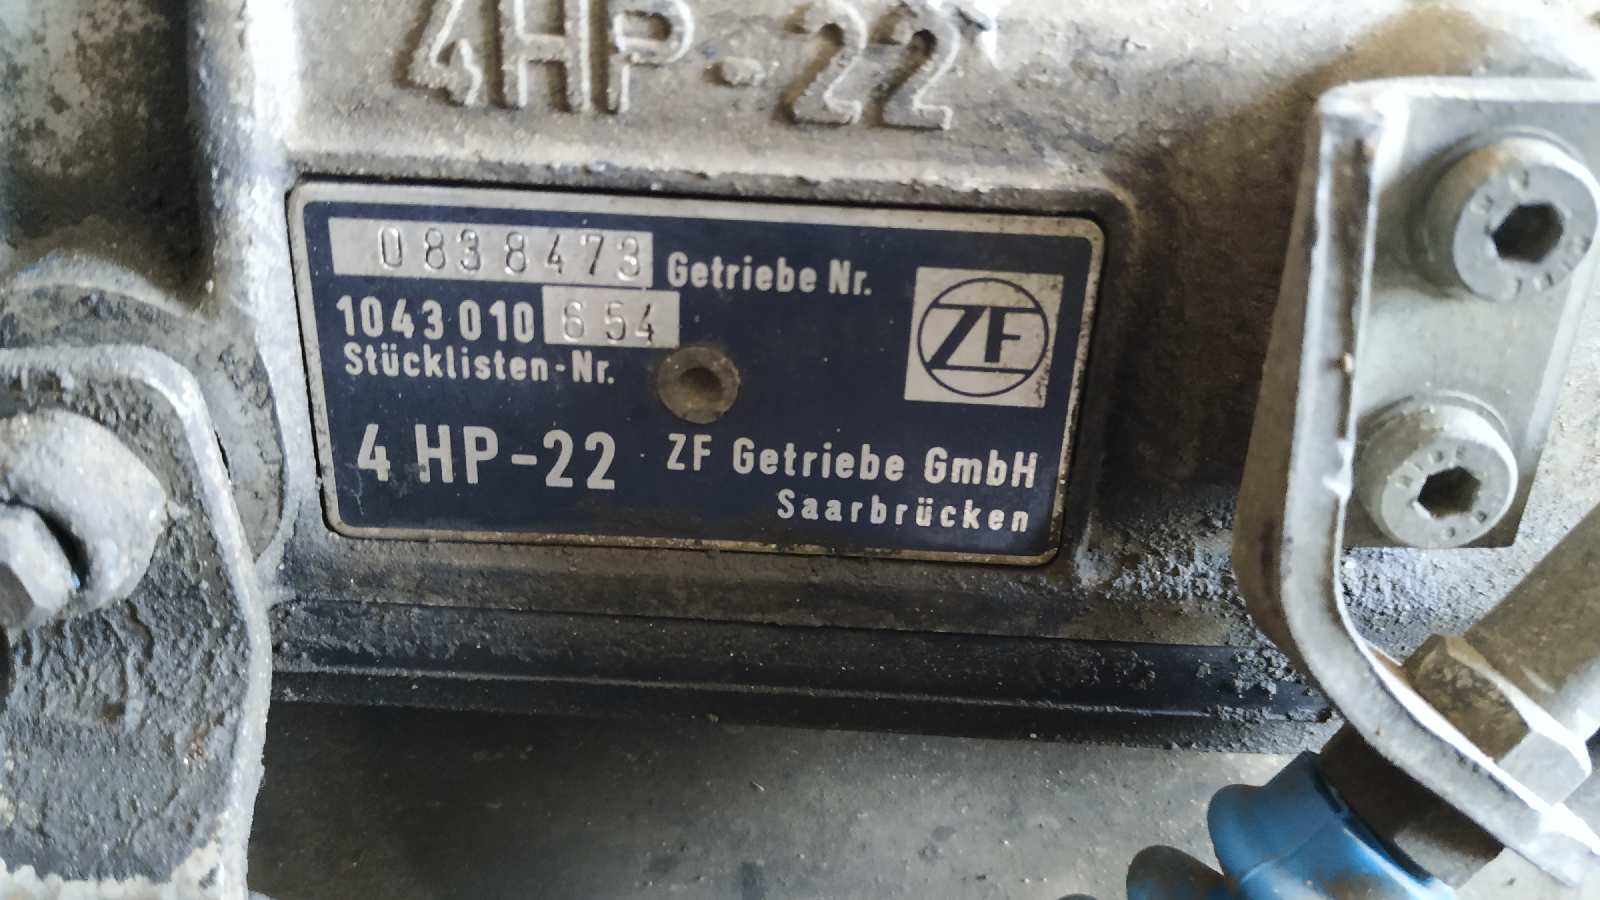 4HP-22
0838473 Getriebe Nr.
1043 010 654
Stücklisten-Nr.
ZF
4 HP-22 ZF Getriebe GmbH
Saarbrücken